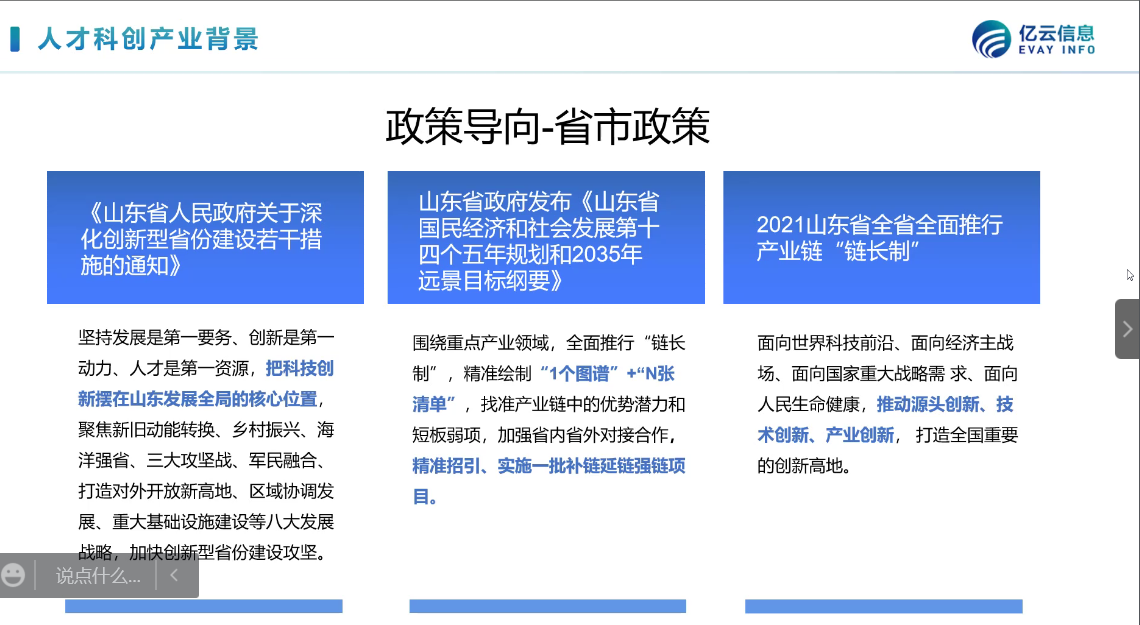 人才科创产业背景
亿云信息
EVAY INFO
政策导向-省市政策
《山东省人民政府关于深
化创新型省份建设若干措
施的通知》
坚持发展是第一要务、创新是第一
动力、人才是第一资源，把科技创
新摆在山东发展全局的核心位置，
聚焦新旧动能转换、乡村振兴、海
洋强省、三大攻坚战、军民融合、
打造对外开放新高地、区域协调发
展、重大基础设施建设等八大发展
战略，加快创新型省份建设攻坚。
山东省政府发布《山东省
国民经济和社会发展第十
四个五年规划和2035年
远景目标纲要》
围绕重点产业领域，全面推行“链长
制”，精准绘制“1个图谱”+“N张
清单”，找准产业链中的优势潜力和
短板弱项，加强省内省外对接合作，
精准招引、实施一批补链延链强链项
目。
2021山东省全省全面推行
产业链“链长制”
面向世界科技前沿、面向经济主战
场、面向国家重大战略需 求、面向
人民生命健康，推动源头创新、技
术创新、产业创新， 打造全国重要
的创新高地。
说点什么...